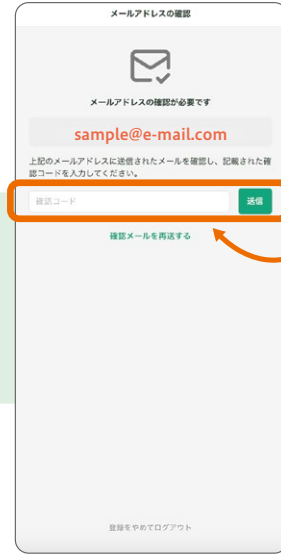 メールアドレスの確認
メールアドレスの確認が必要です
sample@e-mail.com
上記のメールアドレスに送信されたメールを確認し、記載された確
認コードを入力してください。
確認コード 送信
確認メールを再送する
登録をやめてログアウト